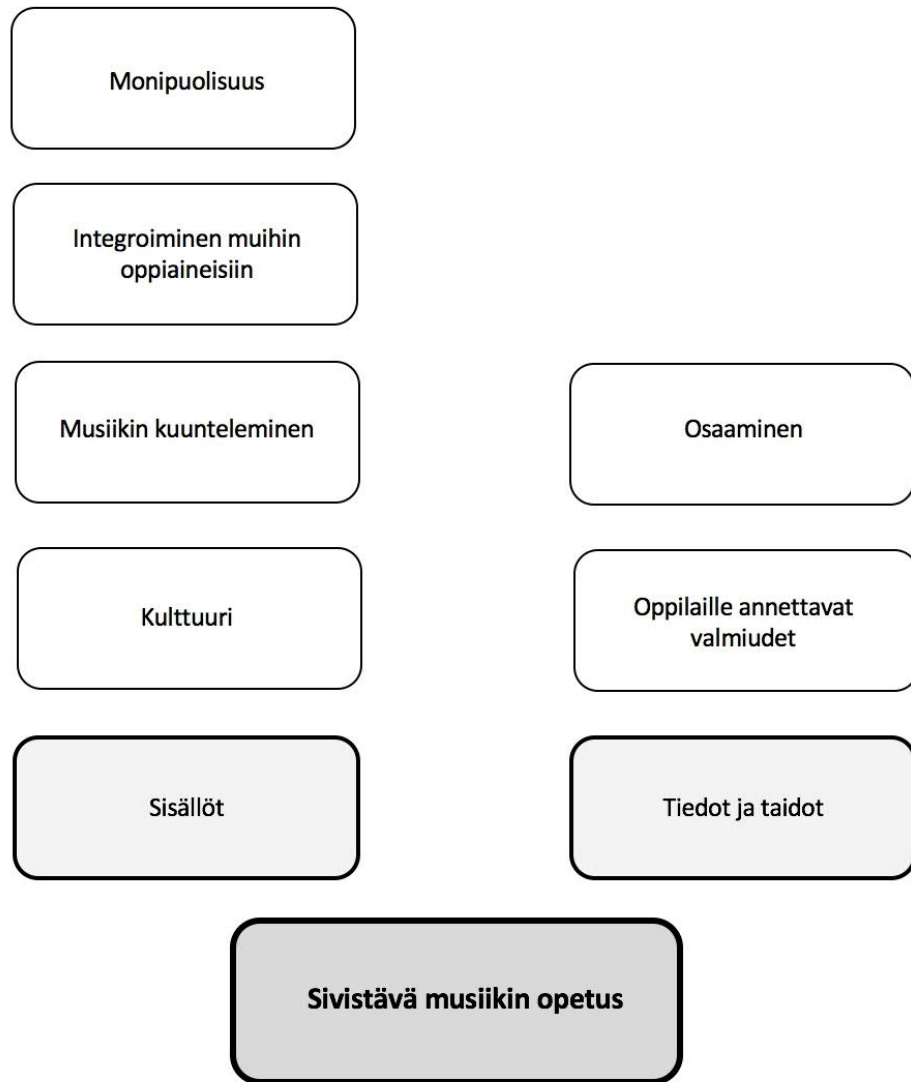 Monipuolisuus
Integroiminen muihin
oppiaineisiin
Musiikin kuunteleminen
Osaaminen
Kulttuuri
Oppilaille annettavat
valmiudet
Sisällöt
Tiedot ja taidot
Sivistävä musiikin opetus